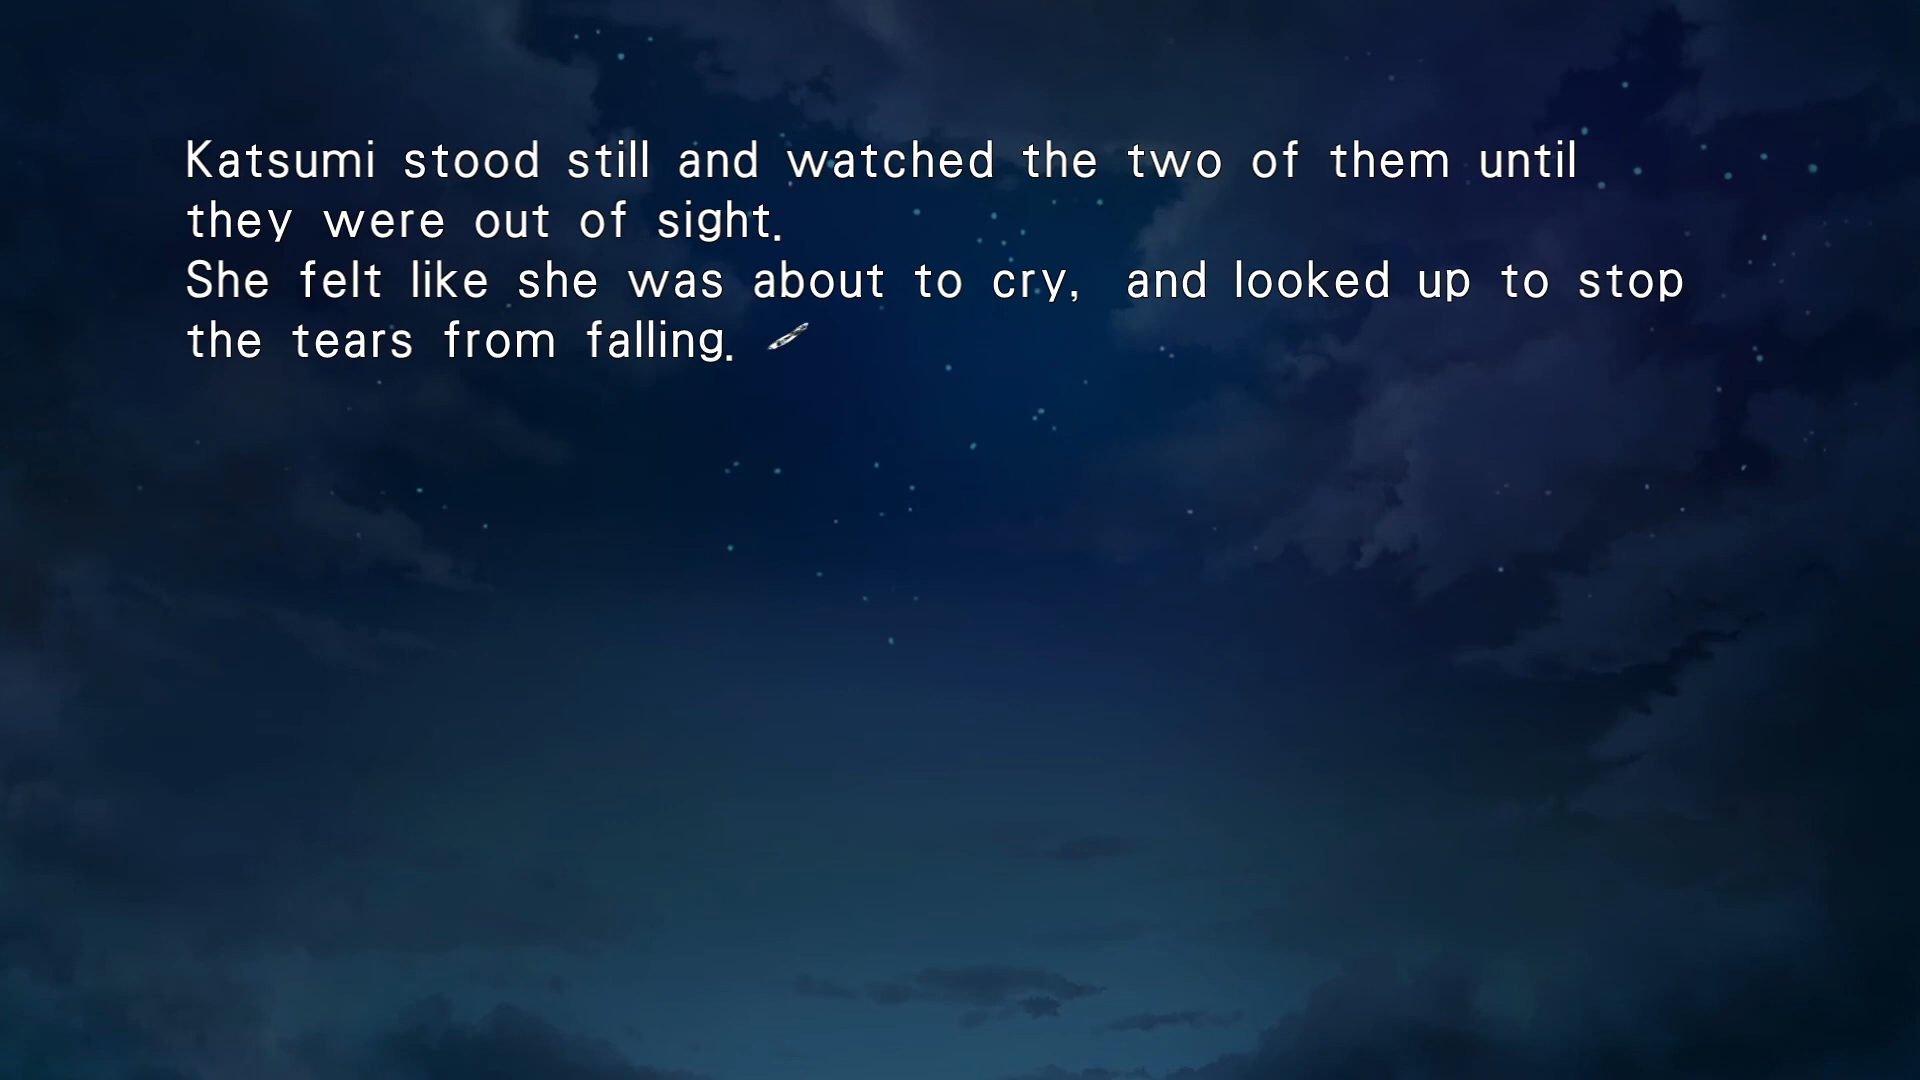 Katsumi stood still and watched the two of them until
they were out of sight.
She felt like she was about to cry, and looked up to stop
the tears from falling.